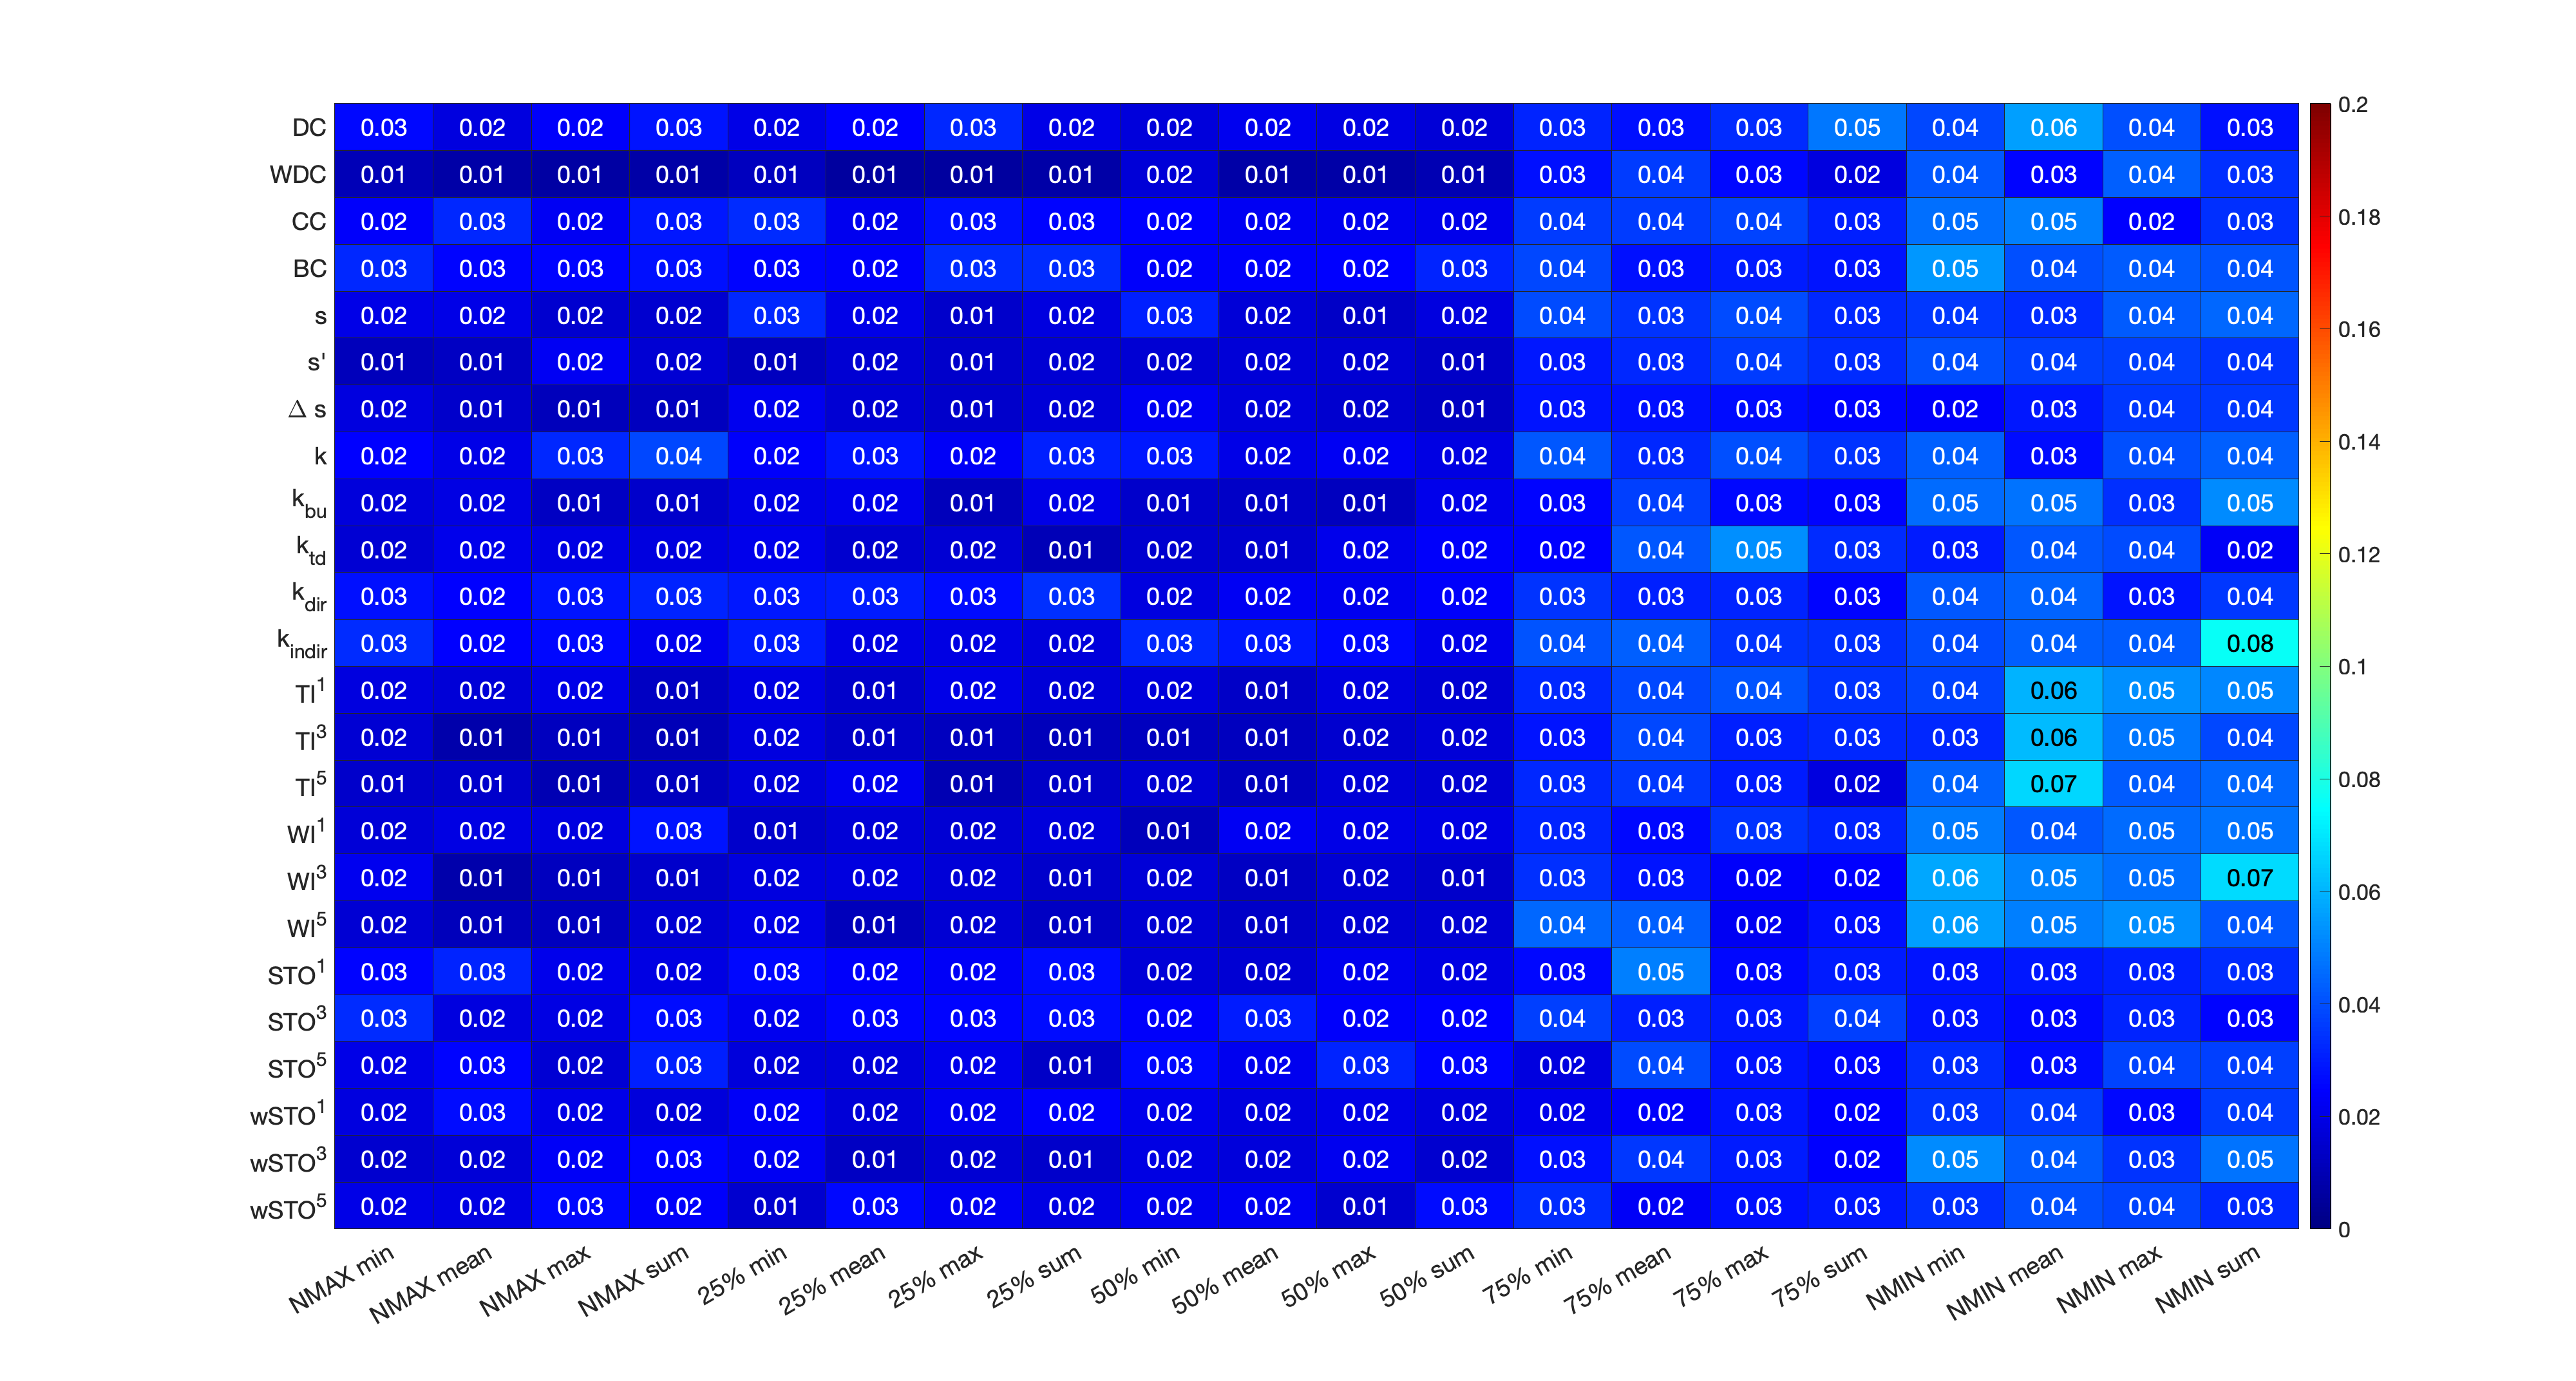 DC 0.03 0.02 0.02 0.03 0.02 0.02 0.03 0.02 0.02 0.02 0.02 0.02 0.03 0.03 0.03 0.05 0.04 0.06 0.04 0.03
WDC 0.01 0.01 0.01 0.01 0.01 0.01 0.01 0.01 0.02 0.01 0.01 0.01 0.03 0.04 0.03 0.02 0.04 0.03 0.04 0.03
CC 0.02 0.03 0.02 0.03 0.03 0.02 0.03 0.03 0.02 0.02 0.02 0.02 0.04 0.04 0.04 0.03 0.05 0.05 0.02 0.03
BC 0.03 0.03 0.03 0.03 0.03 0.02 0.03 0.03 0.02 0.02 0.02 0.03 0.04 0.03 0.03 0.03 0.05 0.04 0.04 0.04
s 0.02 0.02 0.02 0.02 0.03 0.02 0.01 0.02 0.03 0.02 0.01 0.02 0.04 0.03 0.04 0.03 0.04 0.03 0.04 0.04
s' 0.01 0.01 0.02 0.02 0.01 0.02 0.01 0.02 0.02 0.02 0.02 0.01 0.03 0.03 0.04 0.03 0.04 0.04 0.04 0.04
Δ s 0.02 0.01 0.01 0.01 0.02 0.02 0.01 0.02 0.02 0.02 0.02 0.01 0.03 0.03 0.03 0.03 0.02 0.03 0.04 0.04
k 0.02 0.02 0.03 0.04 0.02 0.03 0.02 0.03 0.03 0.02 0.02 0.02 0.04 0.03 0.04 0.03 0.04 0.03 0.04 0.04
k_bu 0.02 0.02 0.01 0.01 0.02 0.02 0.01 0.02 0.01 0.01 0.01 0.02 0.03 0.04 0.03 0.03 0.05 0.05 0.03 0.05
k_td 0.02 0.02 0.02 0.02 0.02 0.02 0.02 0.01 0.02 0.01 0.02 0.02 0.02 0.04 0.05 0.03 0.03 0.04 0.04 0.02
k_dir 0.03 0.02 0.03 0.03 0.03 0.03 0.03 0.03 0.02 0.02 0.02 0.02 0.03 0.03 0.03 0.03 0.04 0.04 0.03 0.04
k_indir 0.03 0.02 0.03 0.02 0.03 0.02 0.02 0.02 0.03 0.03 0.03 0.02 0.04 0.04 0.04 0.03 0.04 0.04 0.04 0.08
TI^1 0.02 0.02 0.02 0.01 0.02 0.01 0.02 0.02 0.02 0.01 0.02 0.02 0.03 0.04 0.04 0.03 0.04 0.06 0.05 0.05
TI^3 0.02 0.01 0.01 0.01 0.02 0.01 0.01 0.01 0.01 0.01 0.02 0.02 0.03 0.04 0.03 0.03 0.03 0.06 0.05 0.04
TI^5 0.01 0.01 0.01 0.01 0.02 0.02 0.01 0.01 0.02 0.01 0.02 0.02 0.03 0.04 0.03 0.02 0.04 0.07 0.04 0.04
WI^1 0.02 0.02 0.02 0.03 0.01 0.02 0.02 0.02 0.01 0.02 0.02 0.02 0.03 0.03 0.03 0.03 0.05 0.04 0.05 0.05
WI^3 0.02 0.01 0.01 0.01 0.02 0.02 0.02 0.01 0.02 0.01 0.02 0.01 0.03 0.03 0.02 0.02 0.06 0.05 0.05 0.07
WI^5 0.02 0.01 0.01 0.02 0.02 0.01 0.02 0.01 0.02 0.01 0.02 0.02 0.04 0.04 0.02 0.03 0.06 0.05 0.05 0.04
STO^1 0.03 0.03 0.02 0.02 0.03 0.02 0.02 0.03 0.02 0.02 0.02 0.02 0.03 0.05 0.03 0.03 0.03 0.03 0.03 0.03
STO^3 0.03 0.02 0.02 0.03 0.02 0.03 0.03 0.03 0.02 0.03 0.02 0.02 0.04 0.03 0.03 0.04 0.03 0.03 0.03 0.03
STO^5 0.02 0.03 0.02 0.03 0.02 0.02 0.02 0.01 0.03 0.02 0.03 0.03 0.02 0.04 0.03 0.03 0.03 0.03 0.04 0.04
wSTO^1 0.02 0.03 0.02 0.02 0.02 0.02 0.02 0.02 0.02 0.02 0.02 0.02 0.02 0.02 0.03 0.02 0.03 0.04 0.03 0.04
wSTO^3 0.02 0.02 0.02 0.03 0.02 0.01 0.02 0.01 0.02 0.02 0.02 0.02 0.03 0.04 0.03 0.02 0.05 0.04 0.03 0.05
wSTO^5 0.02 0.02 0.03 0.02 0.01 0.03 0.02 0.02 0.02 0.02 0.01 0.03 0.03 0.02 0.03 0.03 0.03 0.04 0.04 0.03
NMAX min
NMAX mean
NMAX max
NMAX sum
25% min
25% mean
25% max
25% sum
50% min
50% mean
50% max
50% sum
75% min
75% mean
75% max
75% sum
NMIN min
NMIN mean
NMIN max
NMIN sum
0.2
0.18
0.16
0.14
0.12
0.1
0.08
0.06
0.04
0.02
0